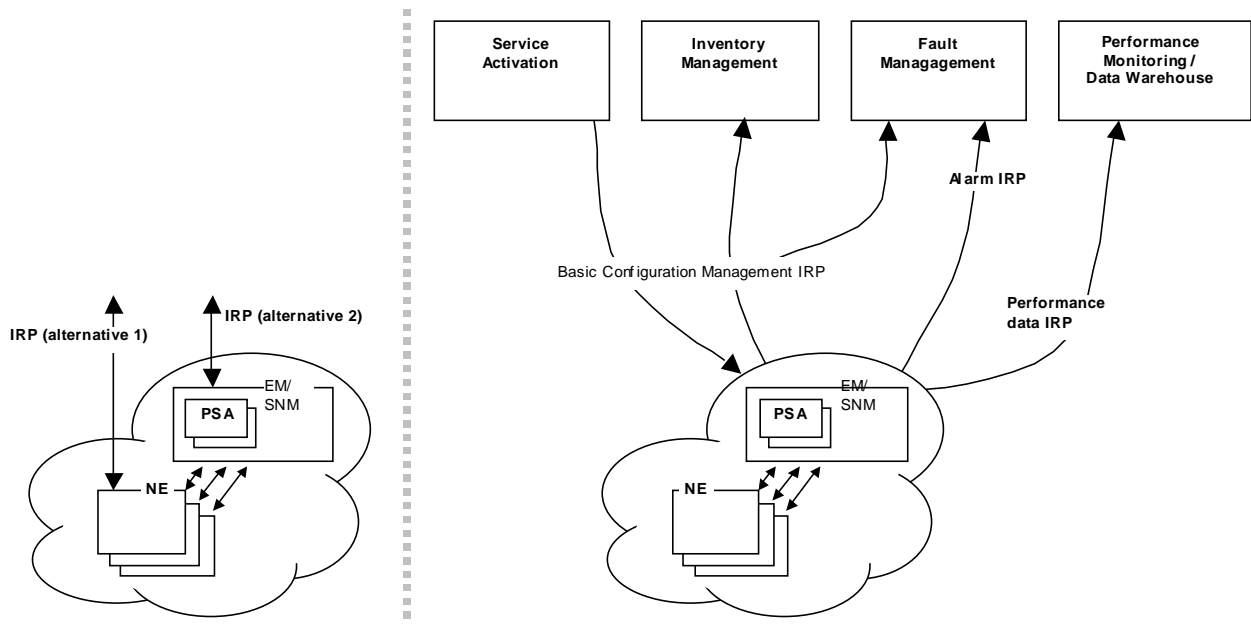 Service
Activation
Inventory
Management
Fault
Managagement
Performance
Monitoring /
Data Warehouse
Alarm IRP
Basic Configuration Management IRP
Performance
data IRP
IRP (alternative 1)
IRP (alternative 2)
EM/
SNM
PSA
NE
EM/
SNM
PSA
NE